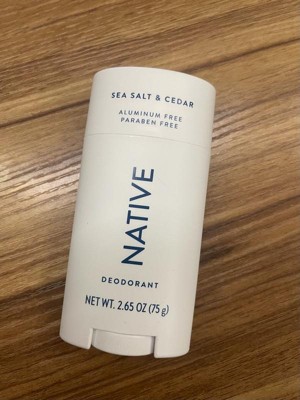 SEA SALT & CEDAR
ALUMINUM FREE
PARABEN FREE
NATIVE
DEODORANT
NET WT. 2.65 OZ (75 g)